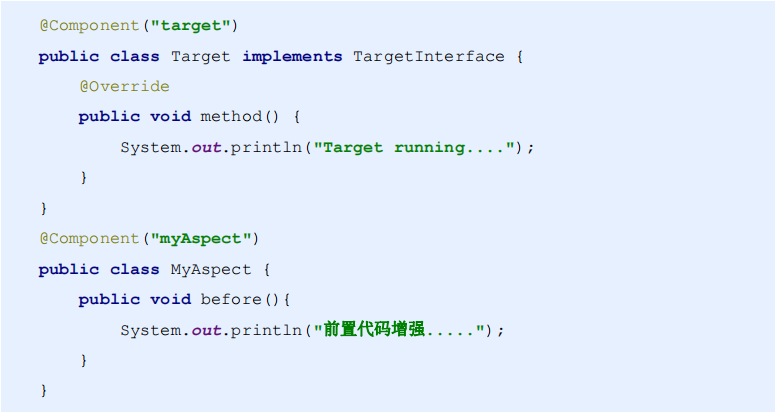 @Component("target")
public class Target implements TargetInterface {
    @Override
    public void method() {
        System.out.println("Target running....");
    }
}
@Component("myAspect")
public class MyAspect {
    public void before(){
        System.out.println("前置代码增强.....");
    }
}